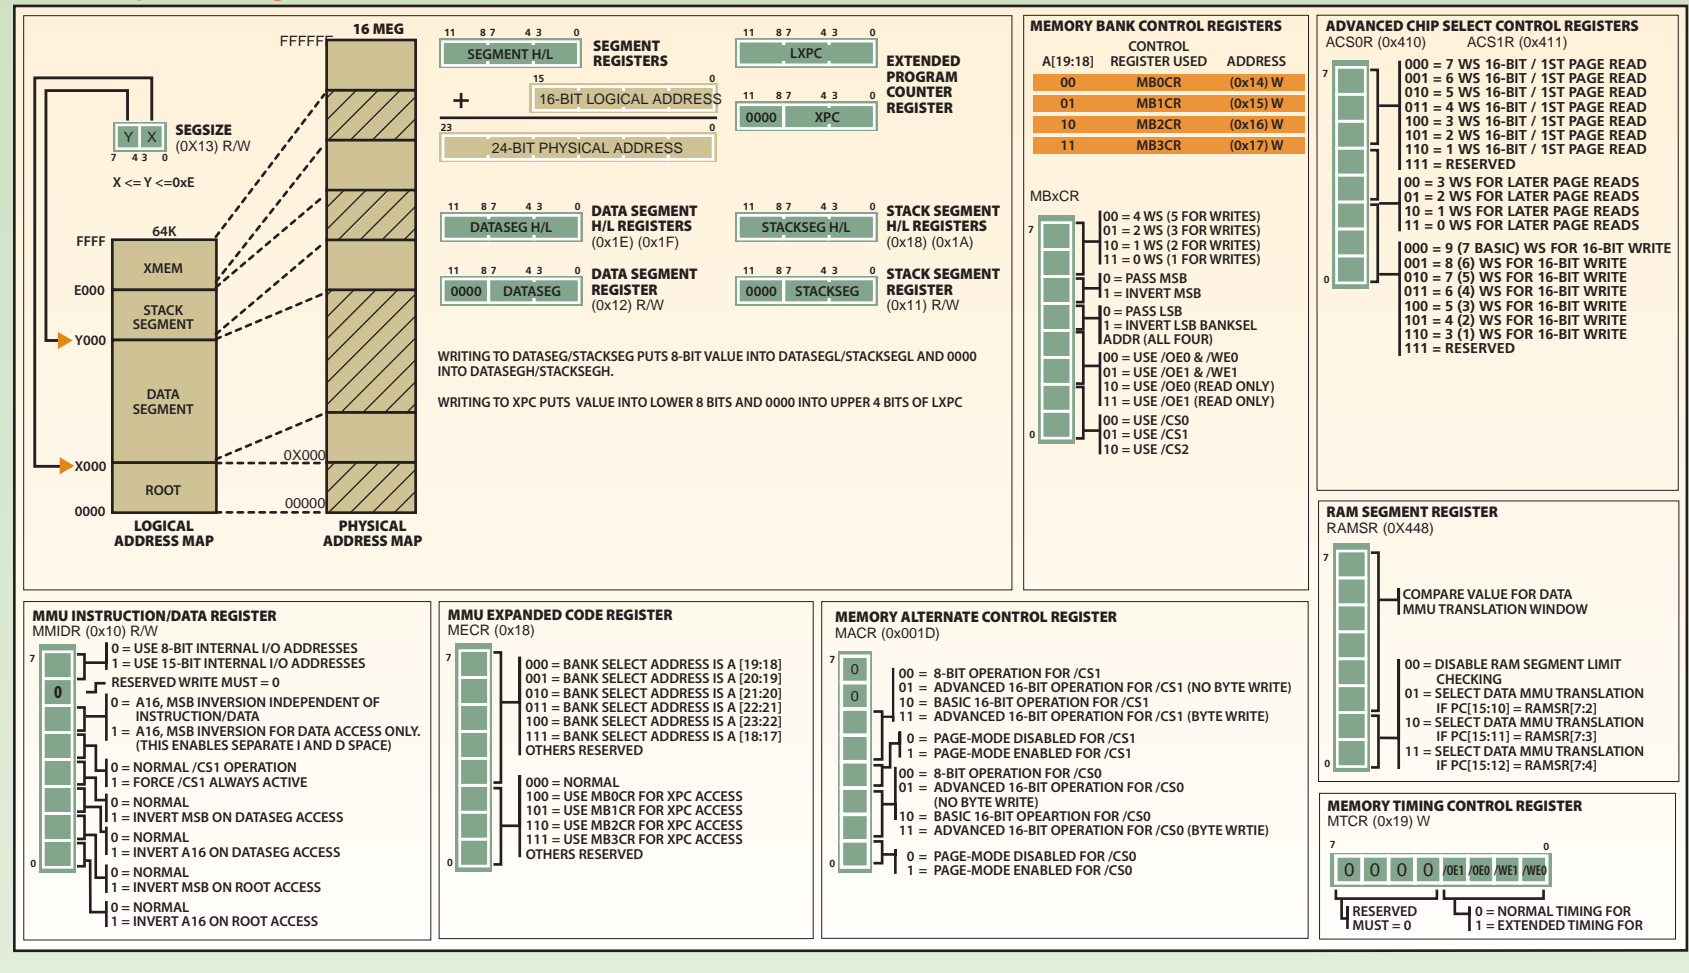 16 MEG
FFFFFF
SEGSIZE
(0X13) R/W
Y X
7 4 3 0
X <= Y <=0xE
64K
FFFF
XMEM
E000
STACK
SEGMENT
Y000
DATA
SEGMENT
X000
0X000
ROOT
0000
00000
LOGICAL
ADDRESS MAP
PHYSICAL
ADDRESS MAP
11 8 7 4 3 0
SEGMENT H/L
SEGMENT
REGISTERS
15 0
+
16-BIT LOGICAL ADDRESS
23 0
24-BIT PHYSICAL ADDRESS
11 8 7 4 3 0
LXPC
11 8 7 4 3 0
0000 XPC
EXTENDED
PROGRAM
COUNTER
REGISTER
11 8 7 4 3 0
DATASEG H/L
DATA SEGMENT
H/L REGISTERS
(0x1E) (0x1F)
11 8 7 4 3 0
STACKSEG H/L
STACK SEGMENT
H/L REGISTERS
(0x18) (0x1A)
11 8 7 4 3 0
0000 DATASEG
DATA SEGMENT
REGISTER
(0x12) R/W
11 8 7 4 3 0
0000 STACKSEG
STACK SEGMENT
REGISTER
(0x11) R/W
WRITING TO DATASEG/STACKSEG PUTS 8-BIT VALUE INTO DATASEGL/STACKSEGL AND 0000
INTO DATASEGH/STACKSEGH.
WRITING TO XPC PUTS VALUE INTO LOWER 8 BITS AND 0000 INTO UPPER 4 BITS OF LXPC
MEMORY BANK CONTROL REGISTERS
CONTROL
A[19:18] REGISTER USED ADDRESS
00 MB0CR (0x14) W
01 MB1CR (0x15) W
10 MB2CR (0x16) W
11 MB3CR (0x17) W
MBxCR
7
0
00 = 4 WS (5 FOR WRITES)
01 = 2 WS (3 FOR WRITES)
10 = 1 WS (2 FOR WRITES)
11 = 0 WS (1 FOR WRITES)
0 = PASS MSB
1 = INVERT MSB
0 = PASS LSB
1 = INVERT LSB BANKSEL
ADDR (ALL FOUR)
00 = USE /OE0 & /WE0
01 = USE /OE1 & /WE1
10 = USE /OE0 (READ ONLY)
11 = USE /OE1 (READ ONLY)
00 = USE /CS0
01 = USE /CS1
10 = USE /CS2
ADVANCED CHIP SELECT CONTROL REGISTERS
ACS0R (0x410) ACS1R (0x411)
7
0
000 = 7 WS 16-BIT / 1ST PAGE READ
001 = 6 WS 16-BIT / 1ST PAGE READ
010 = 5 WS 16-BIT / 1ST PAGE READ
011 = 4 WS 16-BIT / 1ST PAGE READ
100 = 3 WS 16-BIT / 1ST PAGE READ
101 = 2 WS 16-BIT / 1ST PAGE READ
110 = 1 WS 16-BIT / 1ST PAGE READ
111 = RESERVED
00 = 3 WS FOR LATER PAGE READS
01 = 2 WS FOR LATER PAGE READS
10 = 1 WS FOR LATER PAGE READS
11 = 0 WS FOR LATER PAGE READS
000 = 9 (7 BASIC) WS FOR 16-BIT WRITE
001 = 8 (6) WS FOR 16-BIT WRITE
010 = 7 (5) WS FOR 16-BIT WRITE
011 = 6 (4) WS FOR 16-BIT WRITE
100 = 5 (3) WS FOR 16-BIT WRITE
101 = 4 (2) WS FOR 16-BIT WRITE
110 = 3 (1) WS FOR 16-BIT WRITE
111 = RESERVED
RAM SEGMENT REGISTER
RAMSR (0X448)
7
0
COMPARE VALUE FOR DATA
MMU TRANSLATION WINDOW
00 = DISABLE RAM SEGMENT LIMIT
CHECKING
01 = SELECT DATA MMU TRANSLATION
IF PC[15:10] = RAMSR[7:2]
10 = SELECT DATA MMU TRANSLATION
IF PC[15:11] = RAMSR[7:3]
11 = SELECT DATA MMU TRANSLATION
IF PC[15:12] = RAMSR[7:4]
MMU INSTRUCTION/DATA REGISTER
MMIDR (0x10) R/W
7
0
0
0 = USE 8-BIT INTERNAL I/O ADDRESSES
1 = USE 15-BIT INTERNAL I/O ADDRESSES
RESERVED WRITE MUST = 0
0 = A16, MSB INVERSION INDEPENDENT OF
INSTRUCTION/DATA
1 = A16, MSB INVERSION FOR DATA ACCESS ONLY.
(THIS ENABLES SEPARATE I AND D SPACE)
0 = NORMAL /CS1 OPERATION
1 = FORCE /CS1 ALWAYS ACTIVE
0 = NORMAL
1 = INVERT MSB ON DATASEG ACCESS
0 = NORMAL
1 = INVERT A16 ON DATASEG ACCESS
0 = NORMAL
1 = INVERT MSB ON ROOT ACCESS
0 = NORMAL
1 = INVERT A16 ON ROOT ACCESS
MMU EXPANDED CODE REGISTER
MECR (0x18)
7
0
000 = BANK SELECT ADDRESS IS A [19:18]
001 = BANK SELECT ADDRESS IS A [20:19]
010 = BANK SELECT ADDRESS IS A [21:20]
011 = BANK SELECT ADDRESS IS A [22:21]
100 = BANK SELECT ADDRESS IS A [23:22]
111 = BANK SELECT ADDRESS IS A [18:17]
OTHERS RESERVED
000 = NORMAL
100 = USE MB0CR FOR XPC ACCESS
101 = USE MB1CR FOR XPC ACCESS
110 = USE MB2CR FOR XPC ACCESS
111 = USE MB3CR FOR XPC ACCESS
OTHERS RESERVED
MEMORY ALTERNATE CONTROL REGISTER
MACR (0x001D)
7
0
0
0
00 = 8-BIT OPERATION FOR /CS1
01 = ADVANCED 16-BIT OPERATION FOR /CS1 (NO BYTE WRITE)
10 = BASIC 16-BIT OPERATION FOR /CS1
11 = ADVANCED 16-BIT OPERATION FOR /CS1 (BYTE WRITE)
0 = PAGE-MODE DISABLED FOR /CS1
1 = PAGE-MODE ENABLED FOR /CS1
00 = 8-BIT OPERATION FOR /CS0
01 = ADVANCED 16-BIT OPERATION FOR /CS0
(NO BYTE WRITE)
10 = BASIC 16-BIT OPEARTION FOR /CS0
11 = ADVANCED 16-BIT OPERATION FOR /CS0 (BYTE WRTIE)
0 = PAGE-MODE DISABLED FOR /CS0
1 = PAGE-MODE ENABLED FOR /CS0
MEMORY TIMING CONTROL REGISTER
MTCR (0x19) W
7 0
0 0 0 0 /OE1 /OE0 /WE1 /WE0
RESERVED
MUST = 0
0 = NORMAL TIMING FOR
1 = EXTENDED TIMING FOR